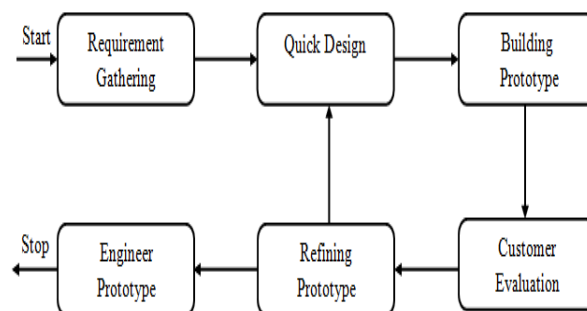 Start
Requirement
Gathering
Quick Design
Building
Prototype
Stop
Engineer
Prototype
Refining
Prototype
Customer
Evaluation